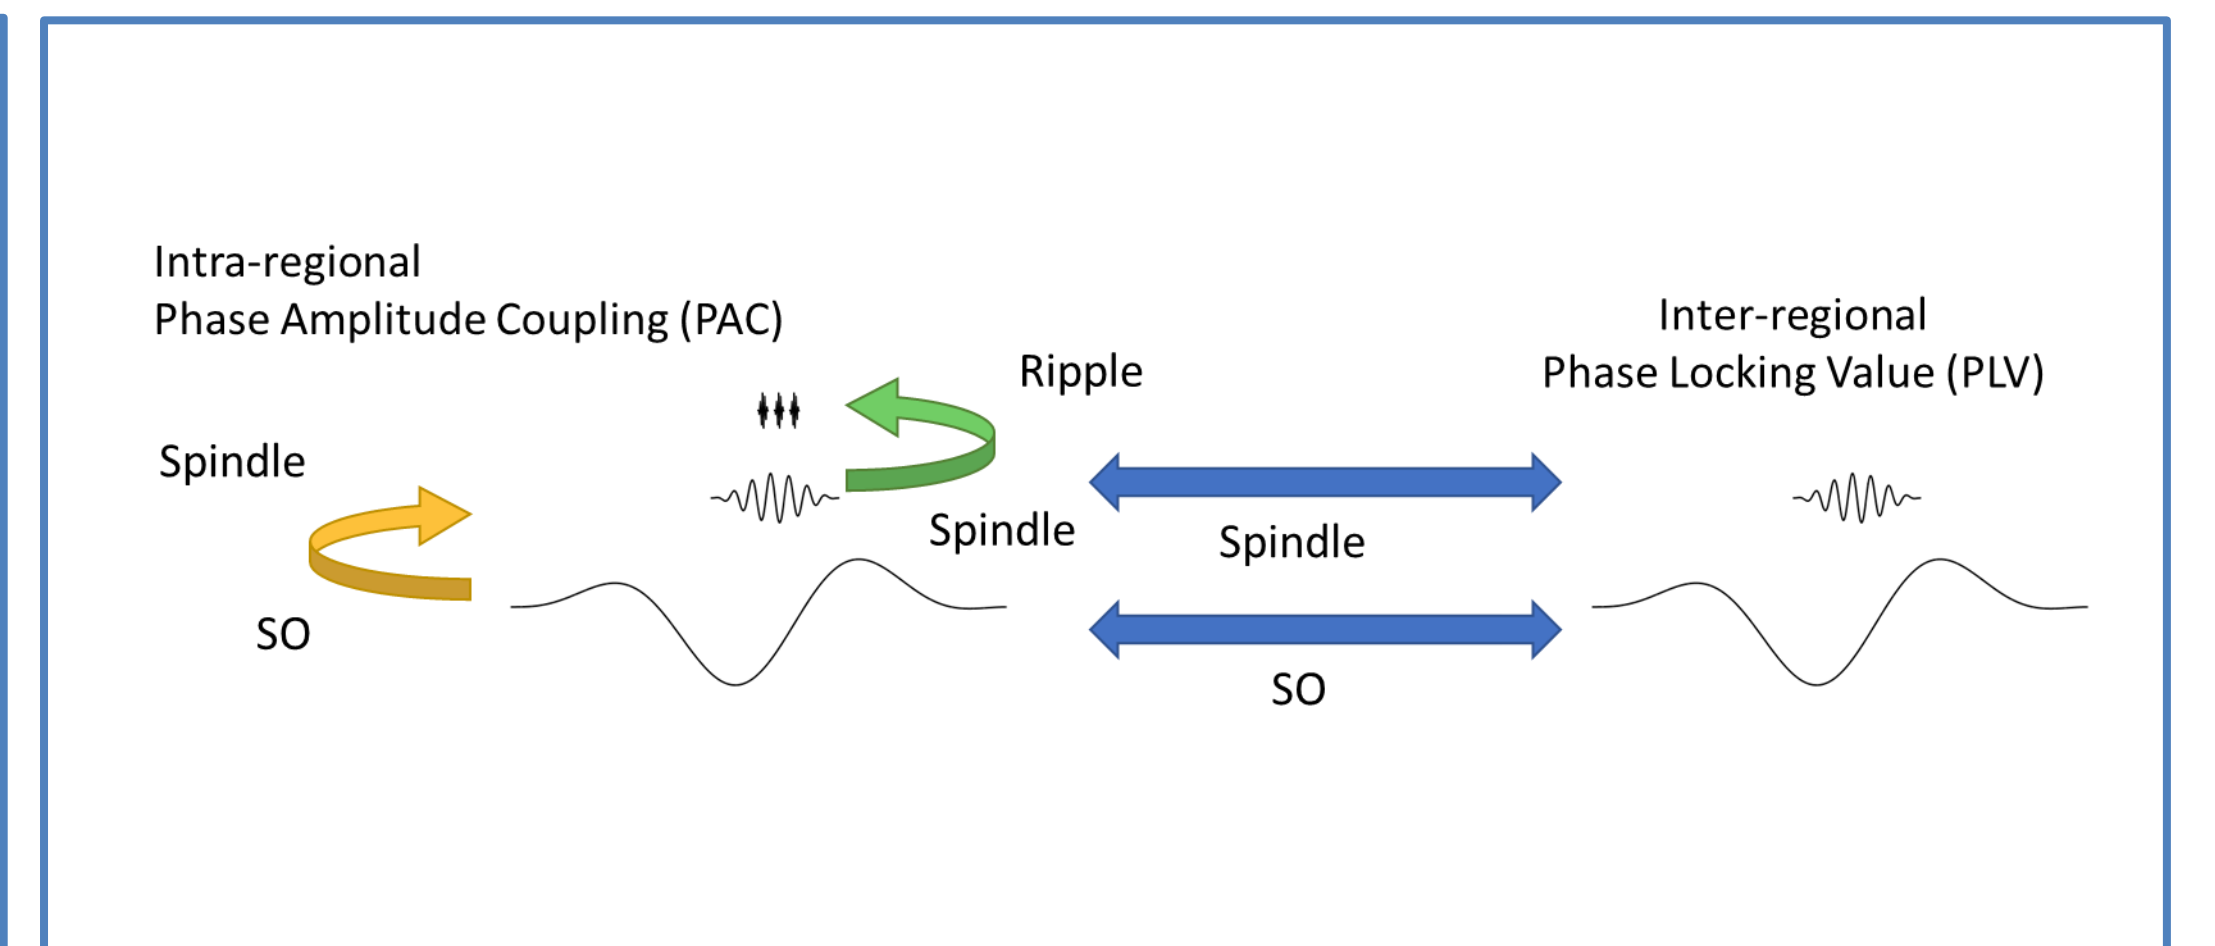 Intra-regional
Phase Amplitude Coupling (PAC)
Inter-regional
Phase Locking Value (PLV)
Ripple
Spindle
Spindle
Spindle
SO
SO